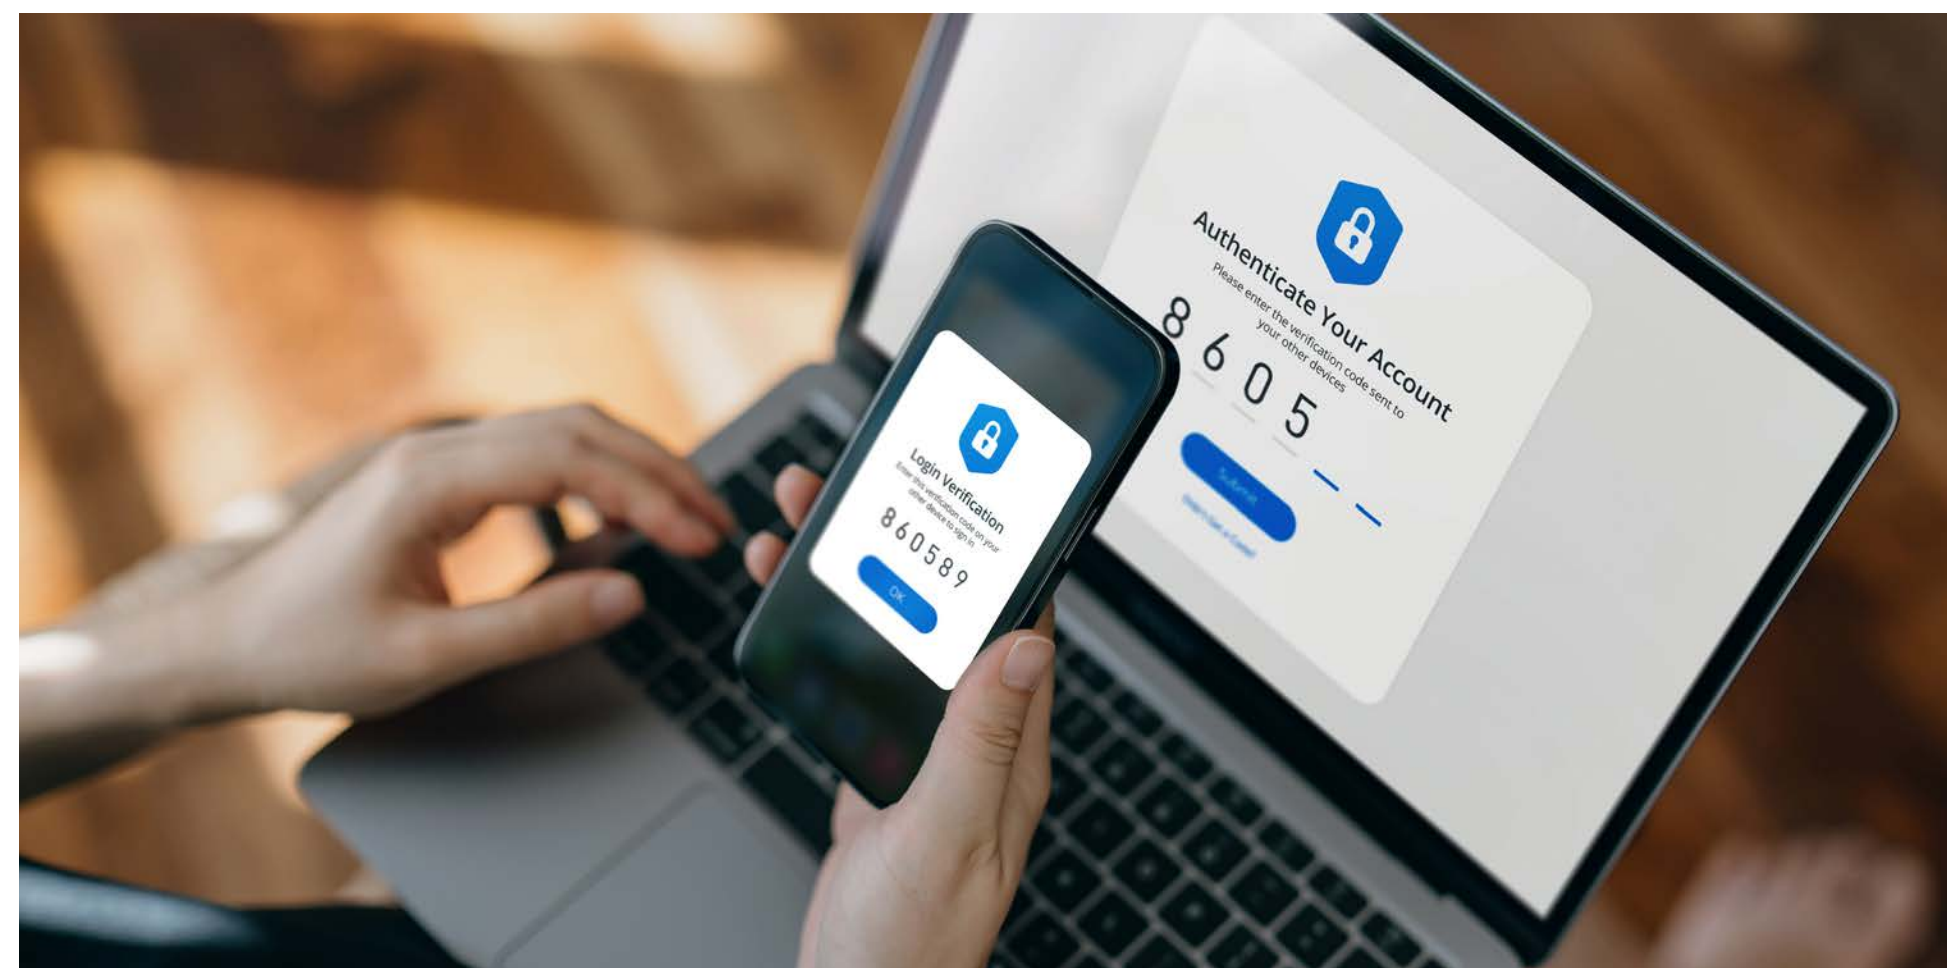 Authenticate Your Account
Please enter the verification code sent to
your other devices
8 6 0 5
Submit
Login Verification
Enter this verification code on your
other device to sign in
860589
OK